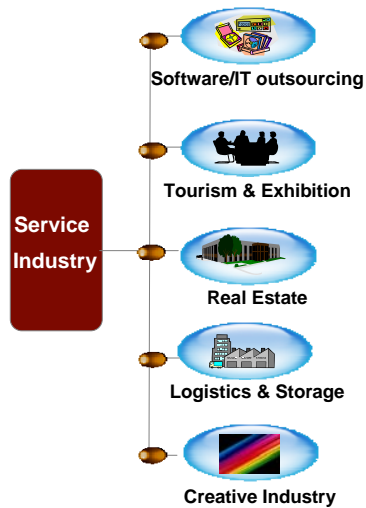 Software/IT outsourcing
Tourism & Exhibition
Service
Industry
Real Estate
Logistics & Storage
Creative Industry